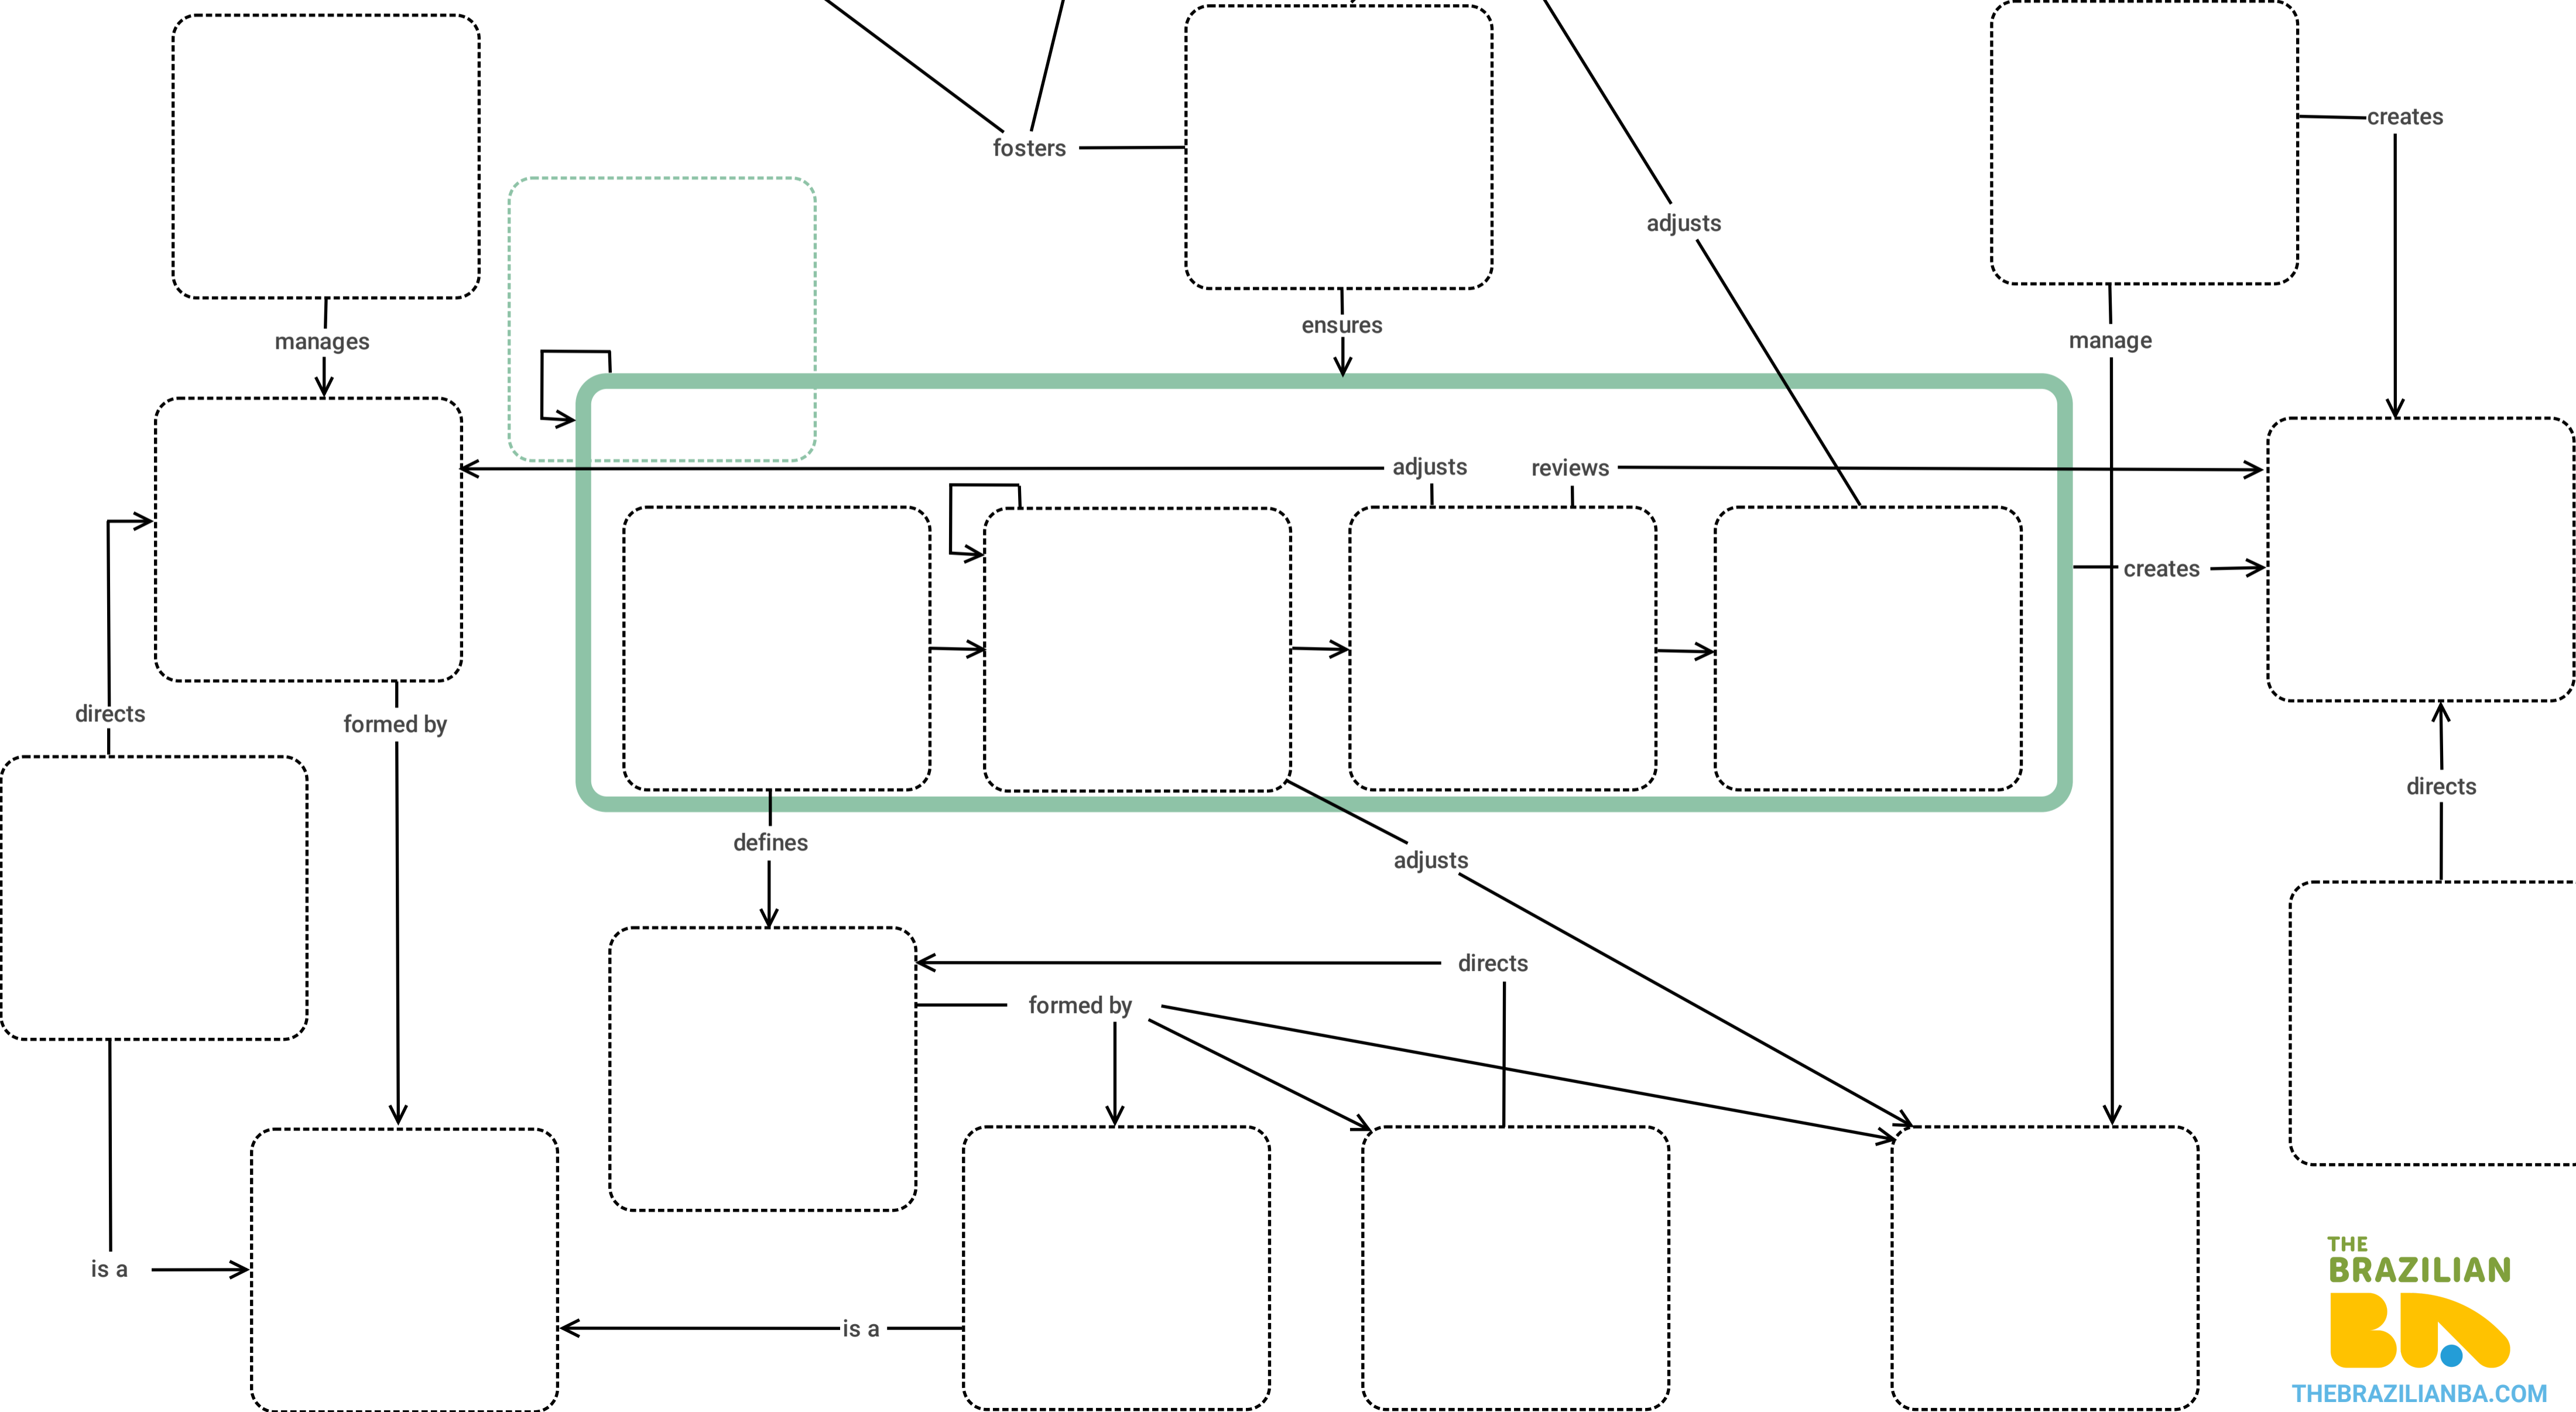 creates
fosters
adjusts
ensures
manages
manage
adjusts
reviews
creates
directs
formed by
directs
defines
adjusts
directs
formed by
is a
is a
THE
BRAZILIAN
BA
THEBRAZILIANBA.COM